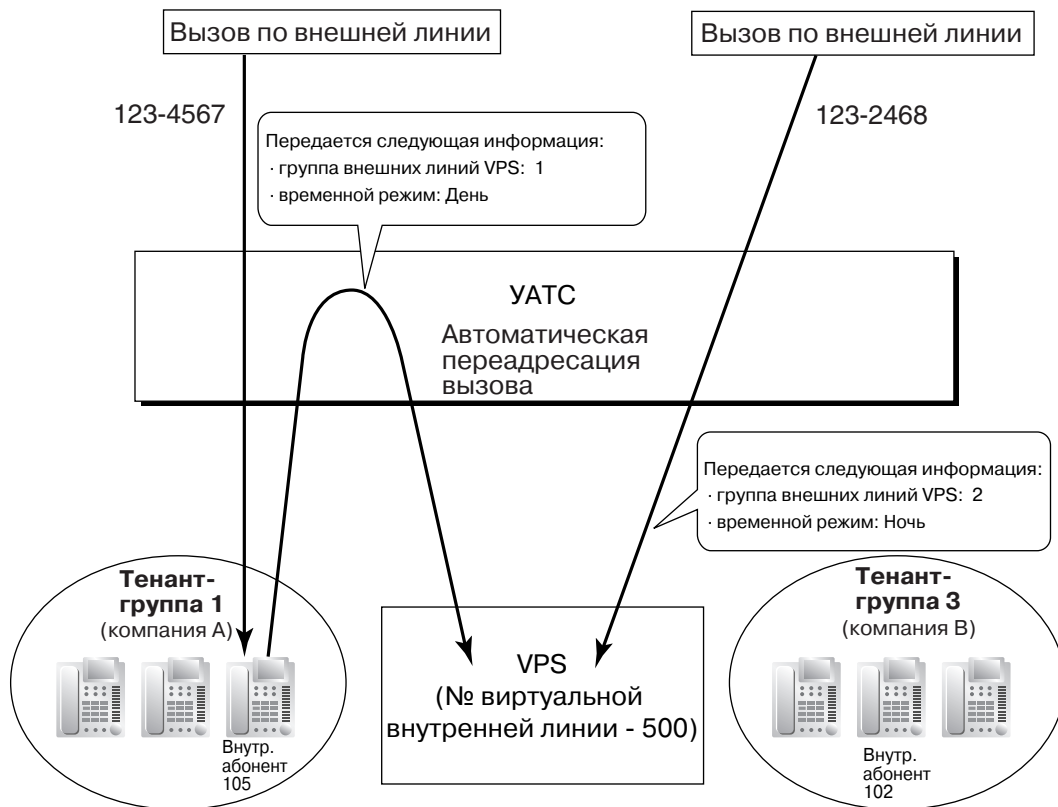 Вызов по внешней линии
Вызов по внешней линии
123-4567
123-2468
Передается следующая информация:
· группа внешних линий VPS: 1
· временной режим: День
УАТС
Автоматическая
переадресация
вызова
Передается следующая информация:
· группа внешних линий VPS: 2
· временной режим: Ночь
Тенант-
группа 1
(компания А)
Внутр.
абонент
105
VPS
(№ виртуальной
внутренней линии - 500)
Тенант-
группа 3
(компания В)
Внутр.
абонент
102